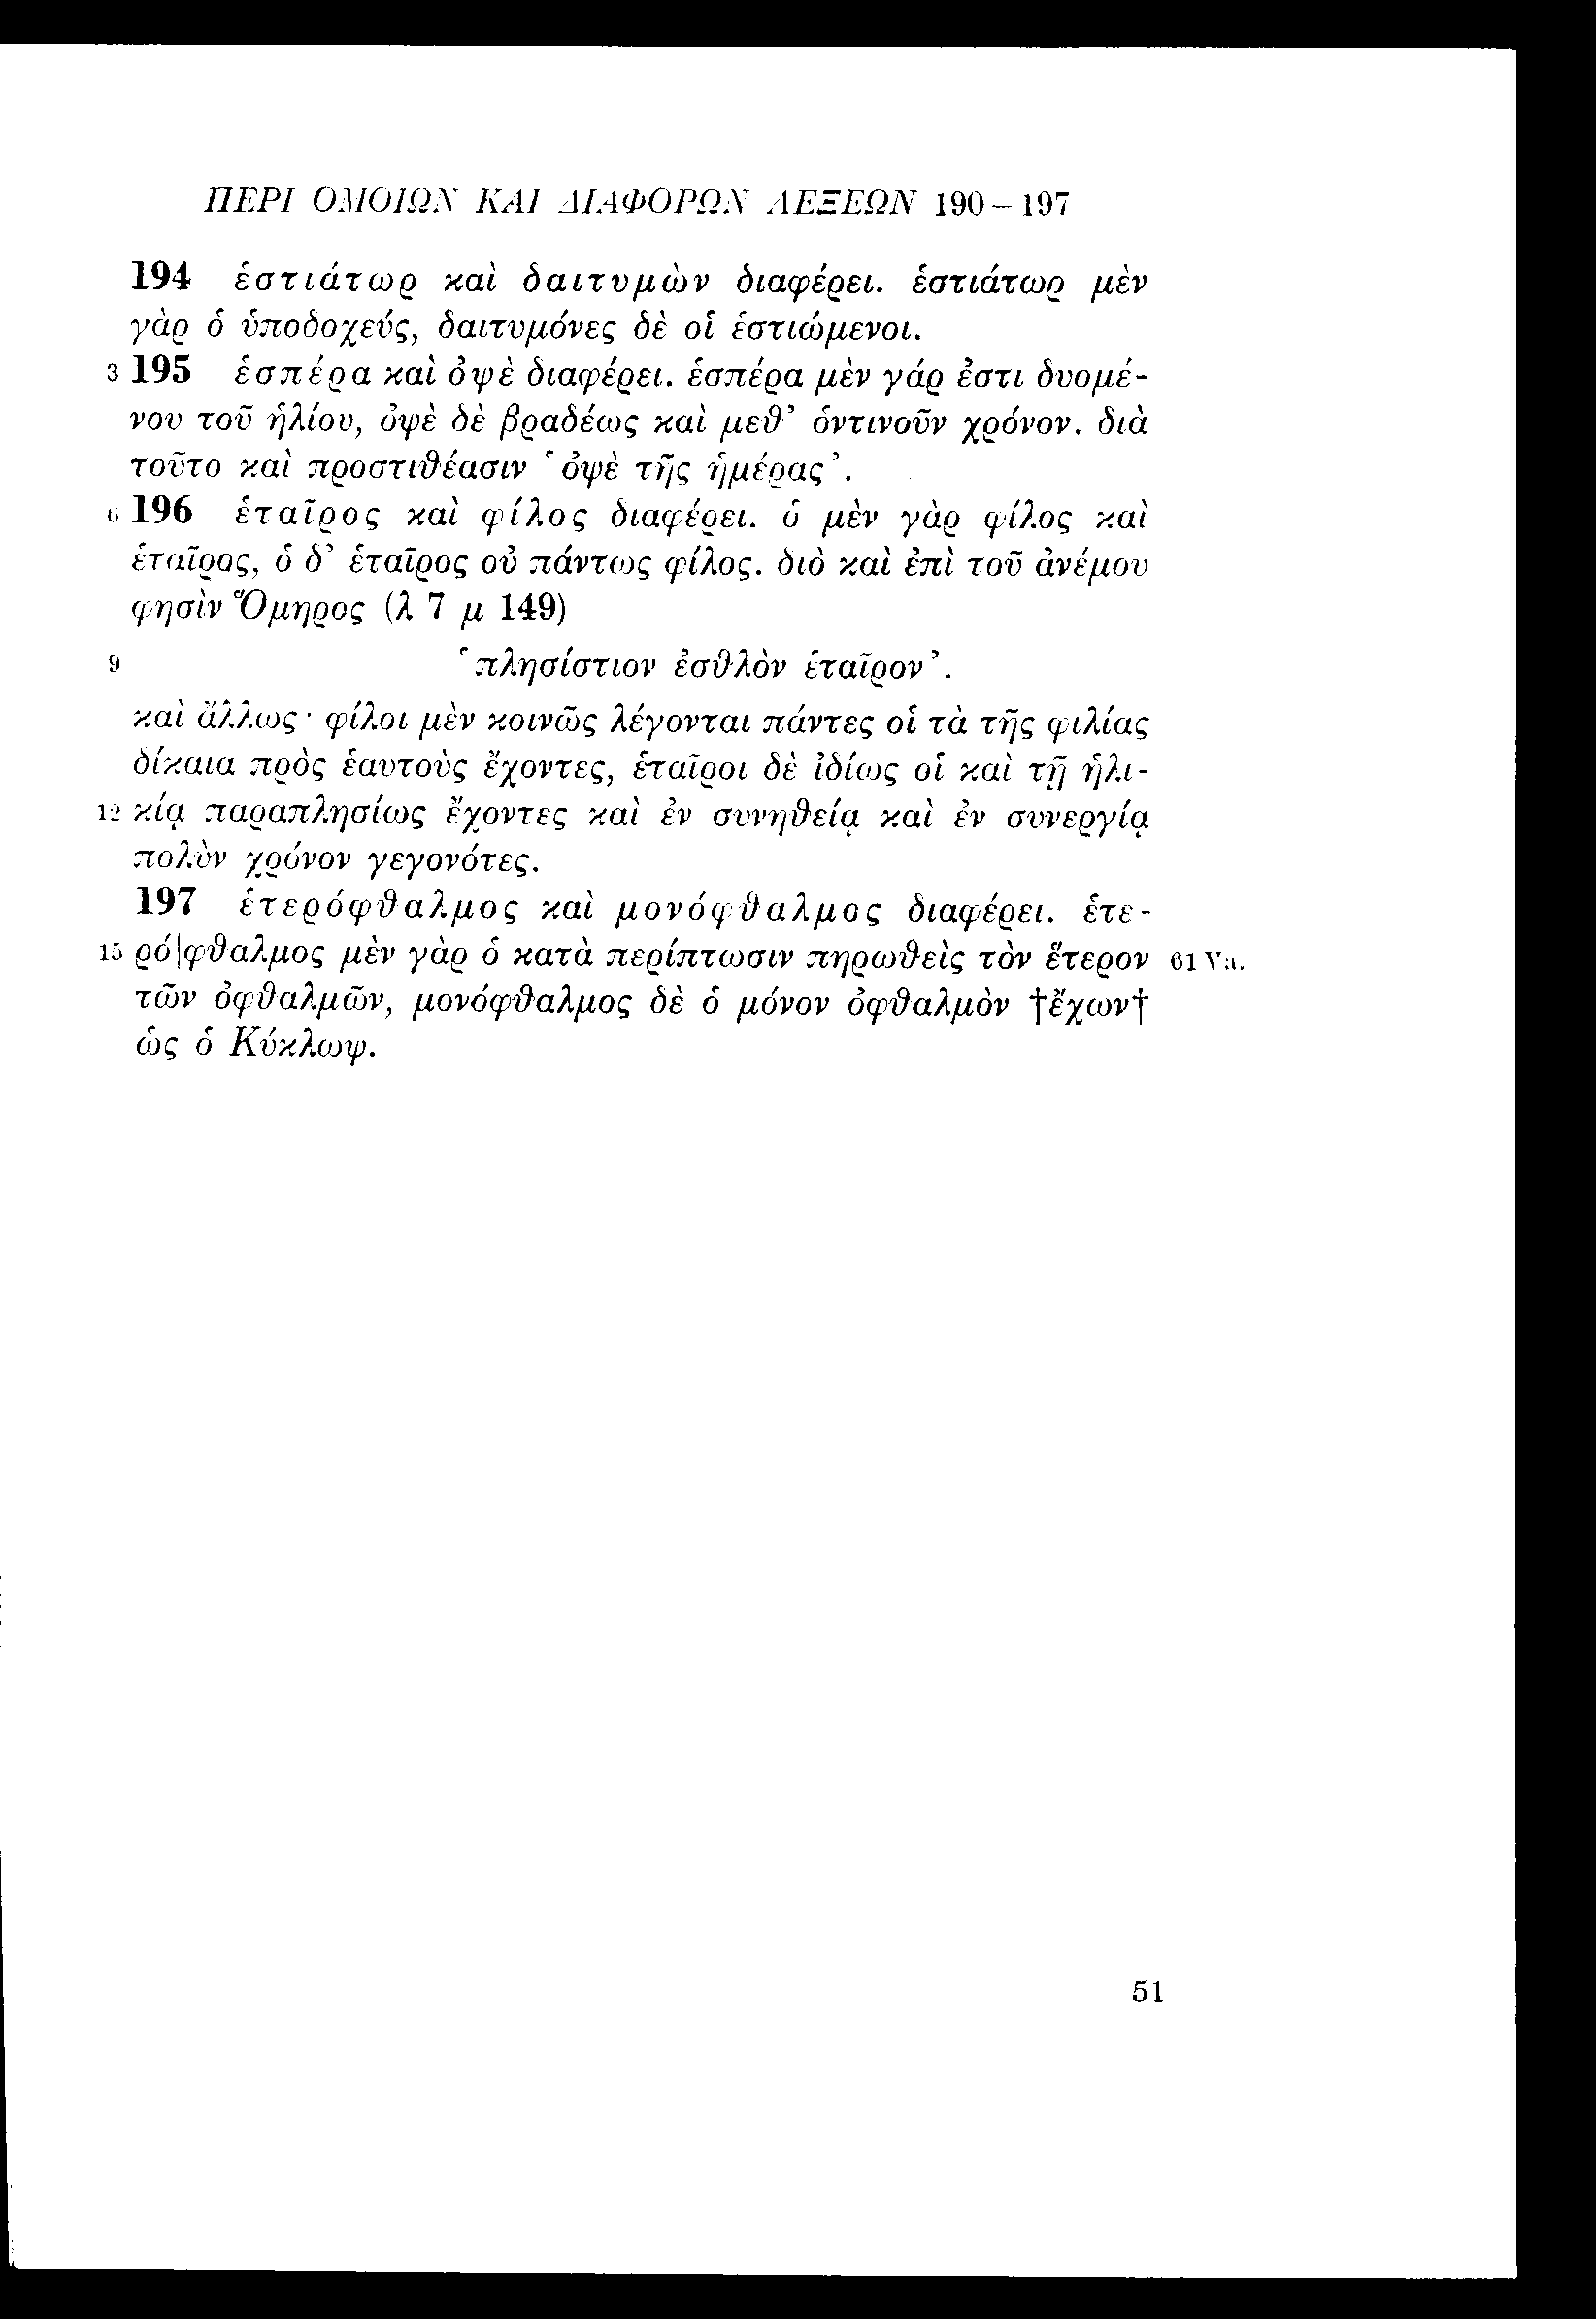 ΠΕΡΙ ΟΜΟΙΩΝ ΚΑΙ ΔΙΑΦΟΡΩΝ ΛΕΞΕΩΝ 190 – 197
194 ἑστιάτωρ καὶ δαιτυμὼν διαφέρει. ἑστιάτωρ μὲν
γὰρ ὁ ὑποδοχεύς, δαιτυμόνες δὲ οἱ ἑστιώμενοι.
3 195 ἑσπέρα καὶ ὀψὲ διαφέρει. ἑσπέρα μὲν γάρ ἐστι δυομέ-
νου τοῦ ἡλίου, ὀψὲ δὲ βραδέως καὶ μεθ’ ὁντινοῦν χρόνον. διὰ
τοῦτο καὶ προστιθέασιν ‘ὀψὲ τῆς ἡμέρας’.
6 196 ἑταῖρος καὶ φίλος διαφέρει. ὁ μὲν γὰρ φίλος καὶ
ἑταῖρος, ὁ δ’ ἑταῖρος οὐ πάντως φίλος. διὸ καὶ ἐπὶ τοῦ ἀνέμου
φησὶν Ὅμηρος (λ 7 μ 149)
9 ‘πλησίστιον ἐσθλὸν ἑταῖρον’.
καὶ ἄλλως· φίλοι μὲν κοινῶς λέγονται πάντες οἱ τὰ τῆς φιλίας
δίκαια πρὸς ἑαυτοὺς ἔχοντες, ἑταῖροι δὲ ἰδίως οἱ καὶ τῇ ἡλι-
12 κίᾳ παραπλησίως ἔχοντες καὶ ἐν συνηθείᾳ καὶ ἐν συνεργίᾳ
πολὺν χρόνον γεγονότες.
197 ἑτερόφθαλμος καὶ μονόφθαλμος διαφέρει. ἑτε-
15 ρό|φθαλμος μὲν γὰρ ὁ κατὰ περίπτωσιν πηρωθεὶς τὸν ἕτερον 61 Va.
τῶν ὀφθαλμῶν, μονόφθαλμος δὲ ὁ μόνον ὀφθαλμὸν †ἔχων†
ὡς ὁ Κύκλωψ.
51